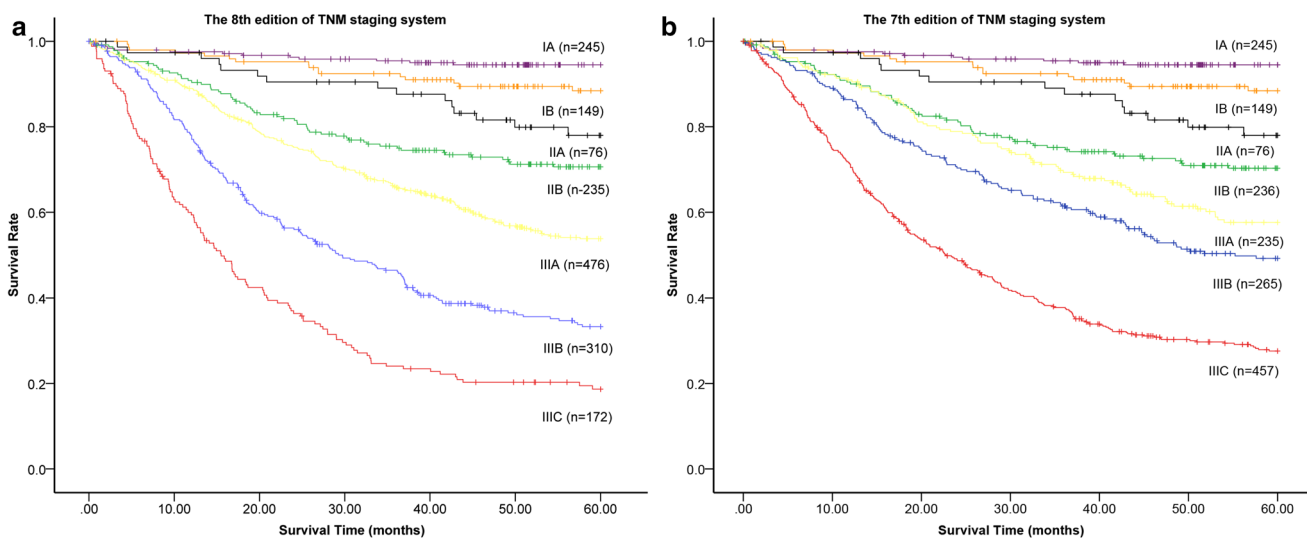 a
The 8th edition of TNM staging system
Survival Rate
1.0
0.8
0.6
0.4
0.2
0.0
IA (n=245)
IB (n=149)
IIA (n=76)
IIB (n-235)
IIIA (n=476)
IIIB (n=310)
IIIC (n=172)
.00 10.00 20.00 30.00 40.00 50.00 60.00
Survival Time (months)
b
The 7th edition of TNM staging system
Survival Rate
1.0
0.8
0.6
0.4
0.2
0.0
IA (n=245)
IB (n=149)
IIA (n=76)
IIB (n=236)
IIIA (n=235)
IIIB (n=265)
IIIC (n=457)
.00 10.00 20.00 30.00 40.00 50.00 60.00
Survival Time (months)